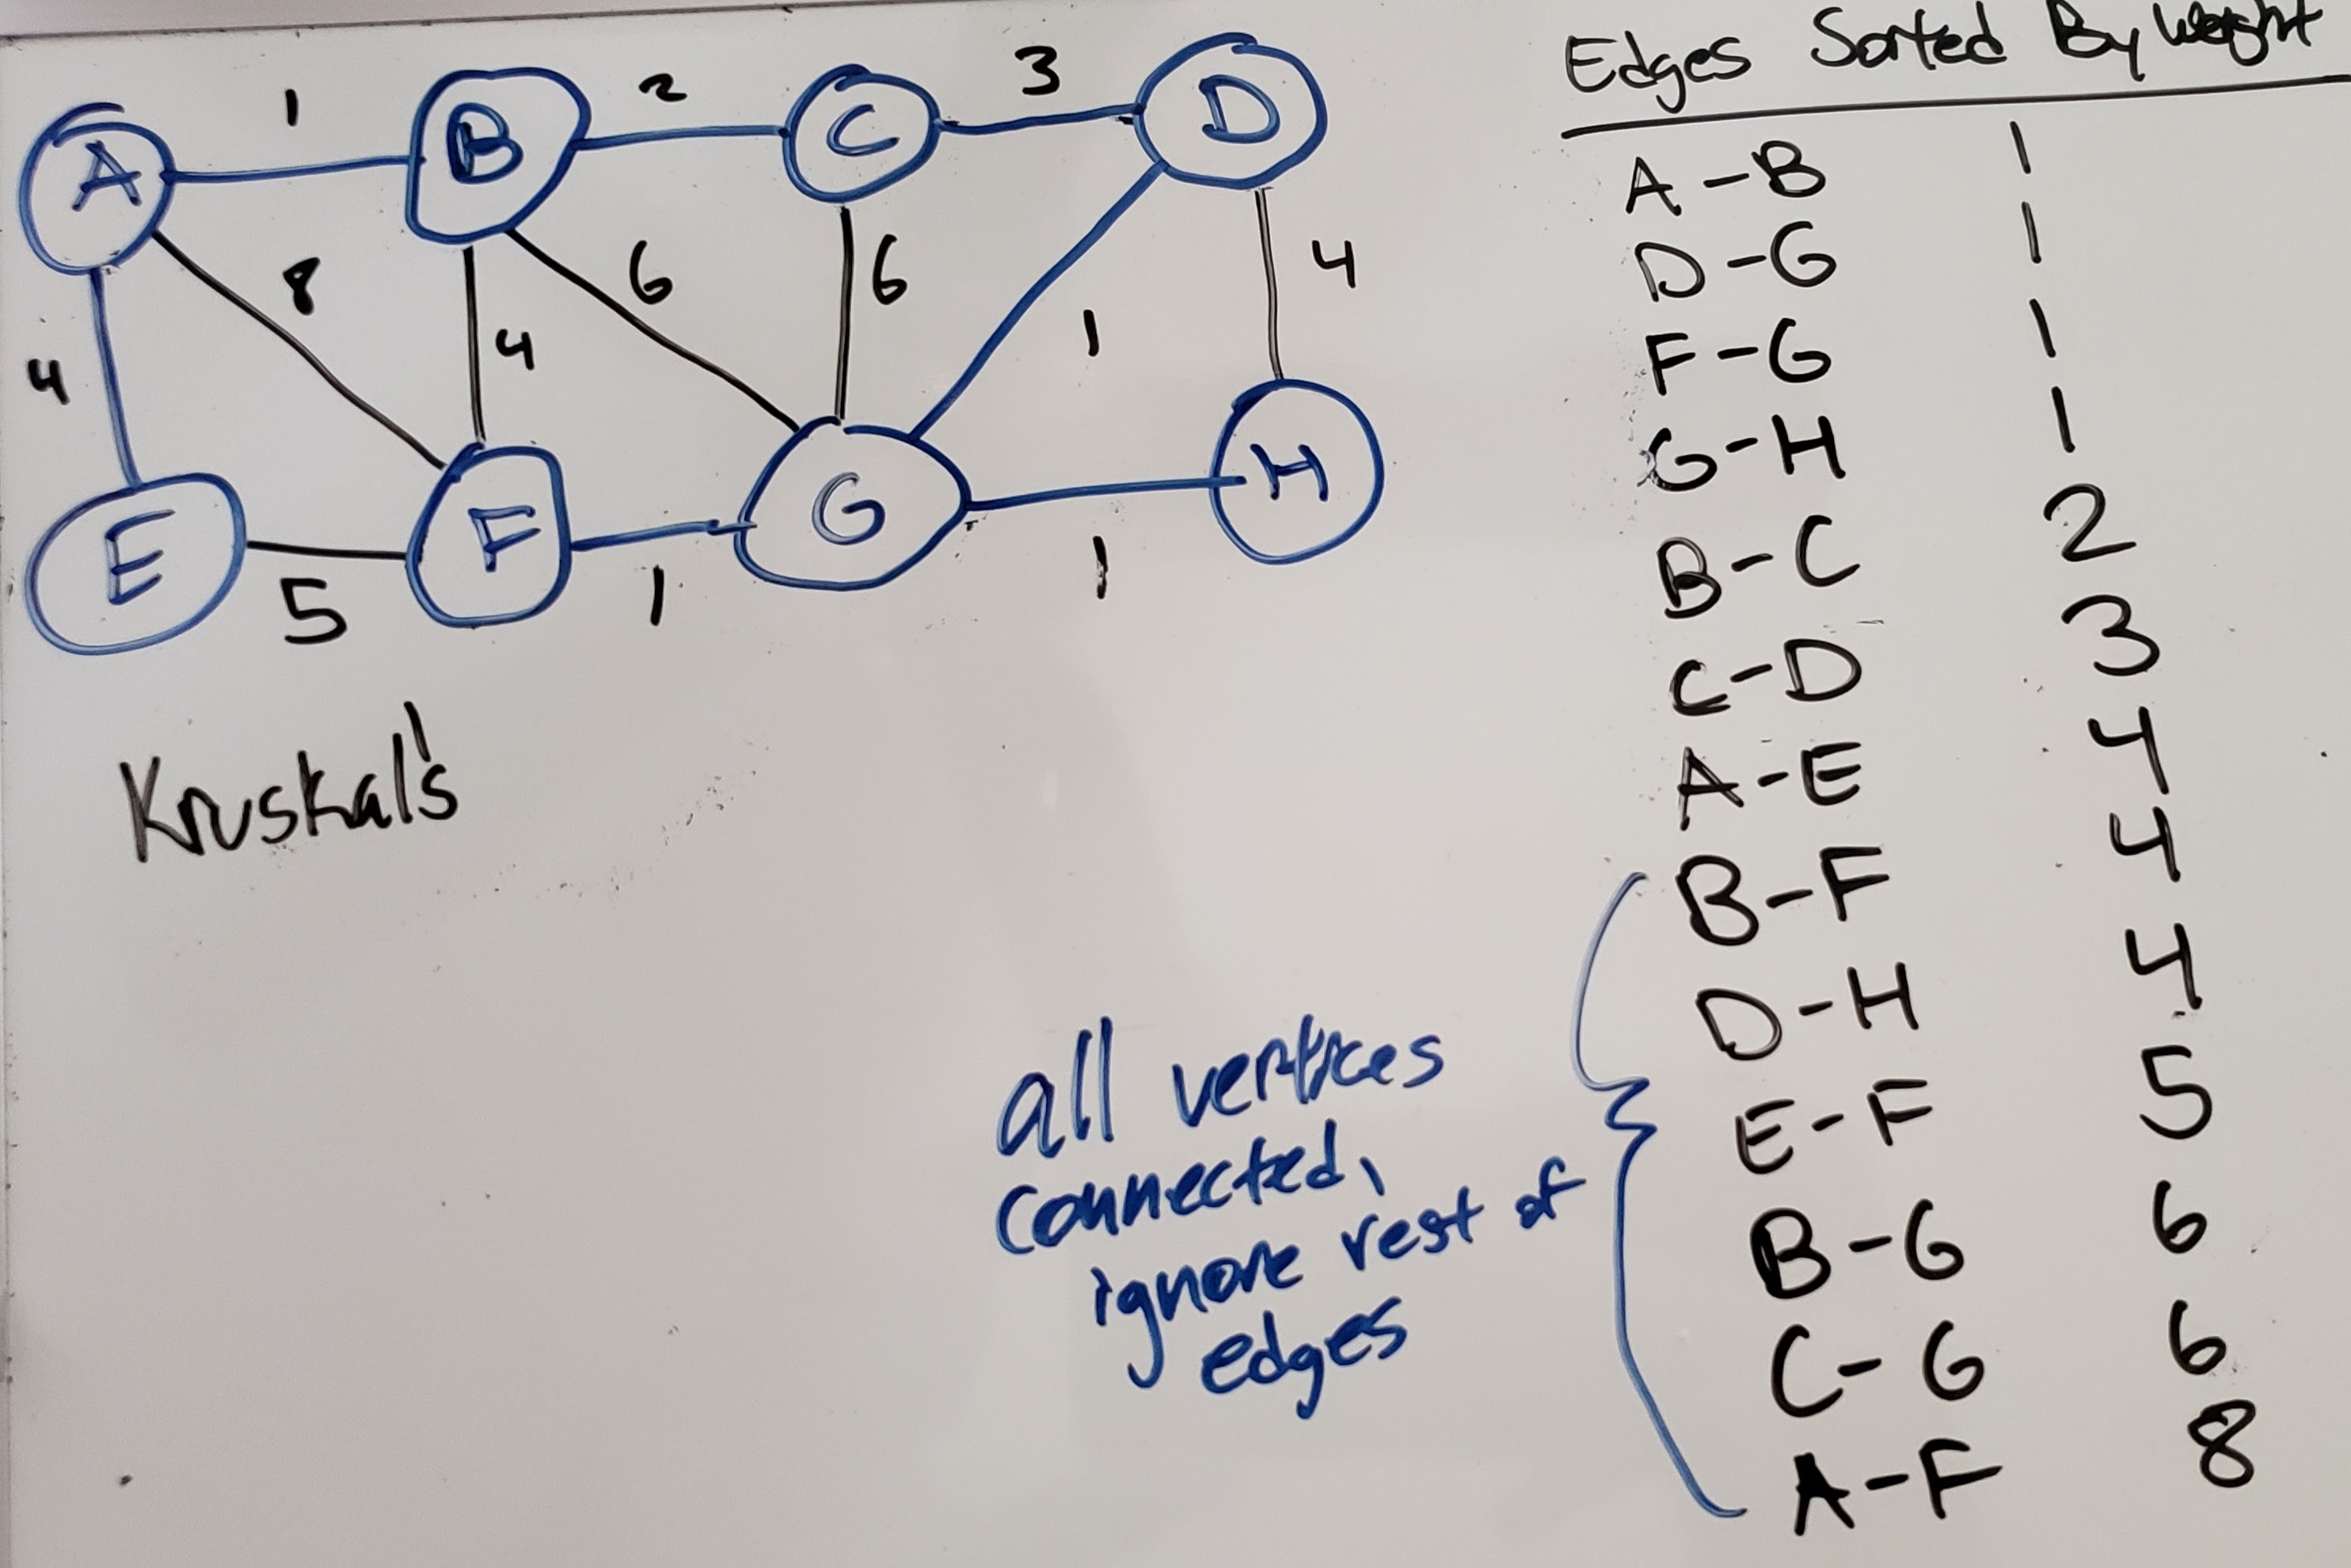 1
2
3
A
B
C
D
8
6
6
4
4
4
1
E
F
G
H
5
1
1
Kruskal's
Edges Sorted By Weight
A-B 1
D-G 1
F-G 1
G-H 1
B-C 2
C-D 3
A-E 4
B-F 4
D-H 4
E-F 5
B-G 6
C-G 6
A-F 8
all vertices
connected,
ignore rest of
edges